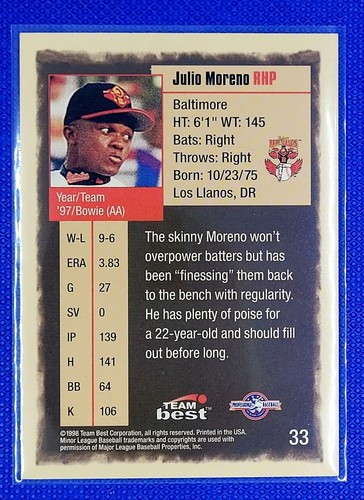 Julio Moreno RHP
Baltimore
HT: 6'1" WT: 145
Bats: Right
Throws: Right
Born: 10/23/75
Los Llanos, DR
Year/Team
'97/Bowie (AA)
W-L 9-6
ERA 3.83
G 27
SV 0
IP 139
H 141
BB 64
K 106
The skinny Moreno won't
overpower batters but has
been "finessing" them back
to the bench with regularity.
He has plenty of poise for
a 22-year-old and should fill
out before long.
TEAM
best™
PROFESSIONAL BASEBALL
©1998 Team Best Corporation, all rights reserved. Printed in the USA.
Minor League Baseball trademarks and copyrights are used with
permission of Major League Baseball Properties, Inc.
33